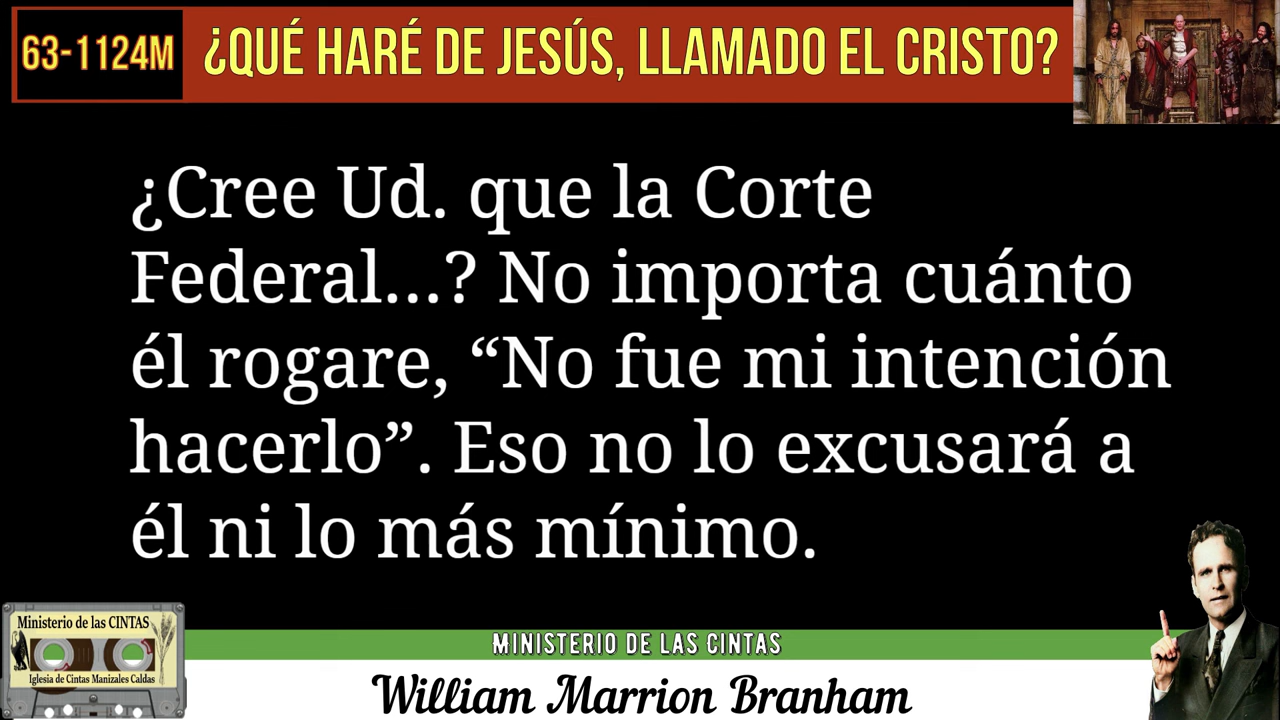 63-1124M
¿QUÉ HARÉ DE JESÚS, LLAMADO EL CRISTO?
¿Cree Ud. que la Corte
Federal...? No importa cuánto
él rogare, “No fue mi intención
hacerlo”. Eso no lo excusará a
él ni lo más mínimo.
Ministerio de las CINTAS
Iglesia de Cintas Manizales Caldas
MINISTERIO DE LAS CINTAS
William Marrion Branham